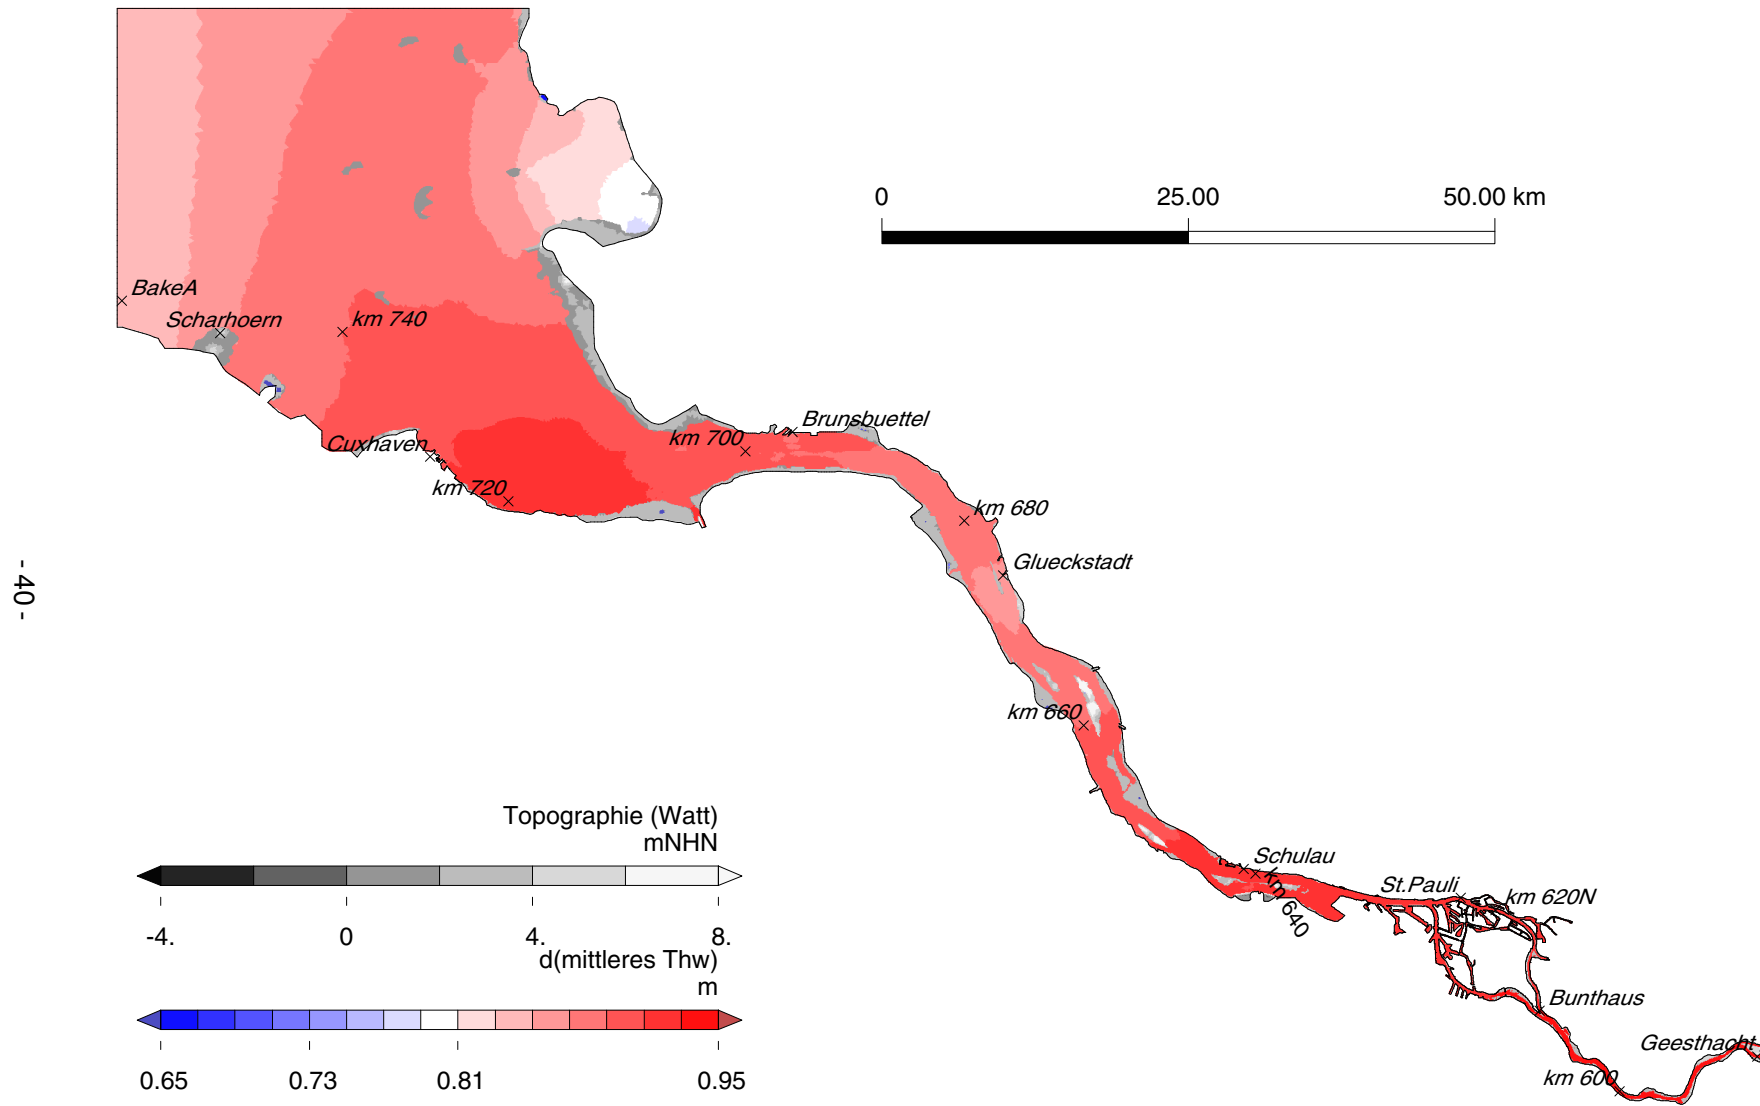 0 25.00 50.00 km
BakeA
Scharhoern
km 740
Cuxhaven
km 720
km 700
Brunsbuettel
km 680
Glueckstadt
km 660
Schulau
km 640
St.Pauli
km 620N
Bunthaus
Geesthacht
km 600
- 40 -
Topographie (Watt)
mNHN
-4. 0 4. 8.
d(mittleres Thw)
m
0.65 0.73 0.81 0.95